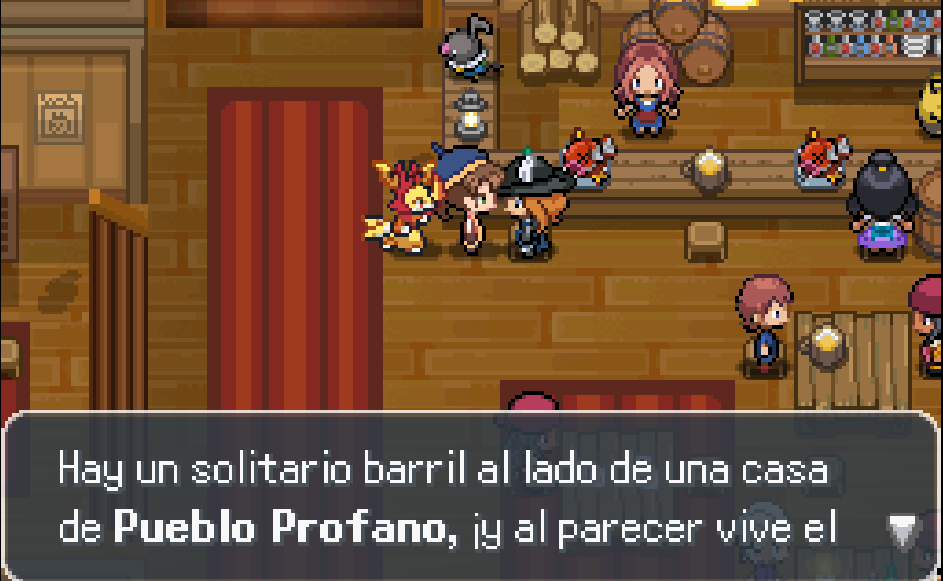 Hay un solitario barril al lado de una casa
de Pueblo Profano, ¡y al parecer vive el